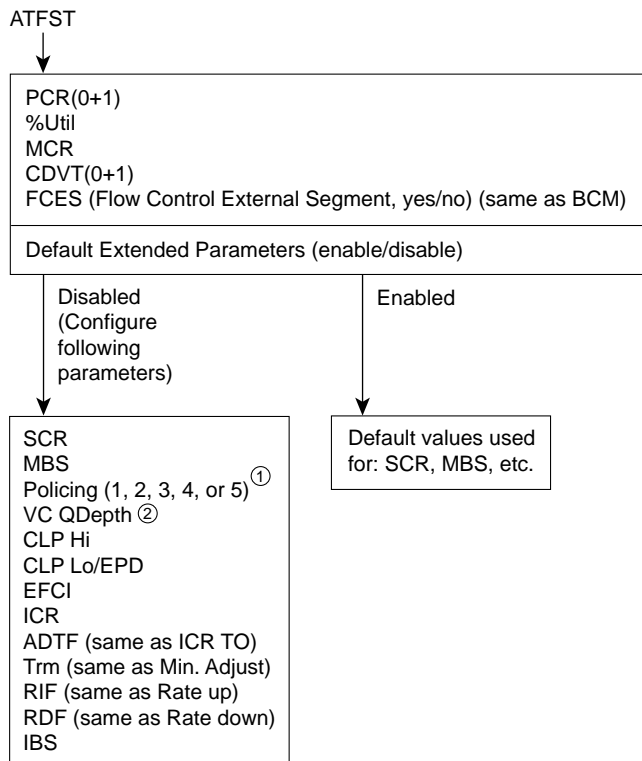 ATFST
PCR(0+1)
%Util
MCR
CDVT(0+1)
FCES (Flow Control External Segment, yes/no) (same as BCM)
Default Extended Parameters (enable/disable)
Disabled
(Configure
following
parameters)
Enabled
SCR
MBS
Policing (1, 2, 3, 4, or 5) ①
VC QDepth ②
CLP Hi
CLP Lo/EPD
EFCI
ICR
ADTF (same as ICR TO)
Trm (same as Min. Adjust)
RIF (same as Rate up)
RDF (same as Rate down)
IBS
Default values used
for: SCR, MBS, etc.